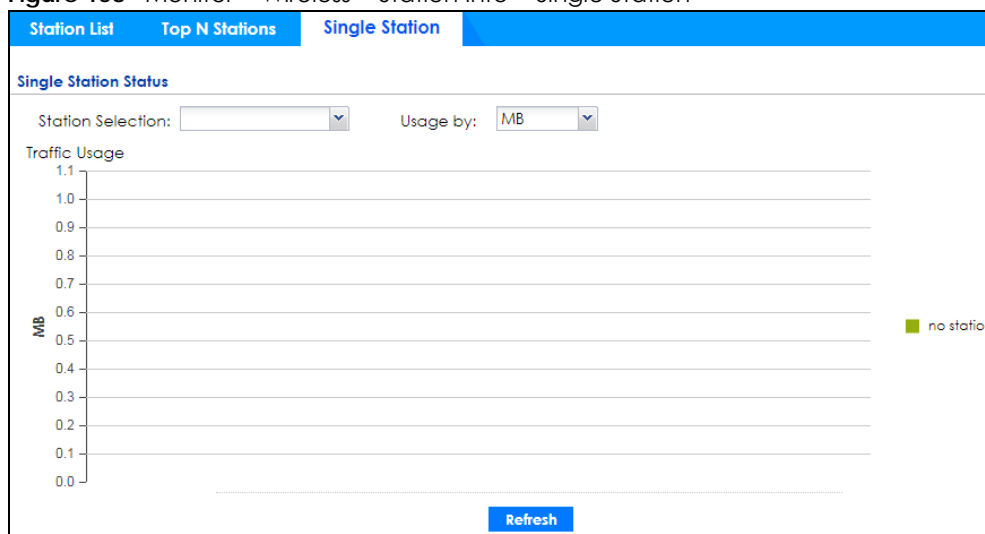 Station List Top N Stations Single Station
Single Station Status
Station Selection: Usage by: MB
Traffic Usage
1.1
1.0
0.9
0.8
0.7
0.6
0.5
0.4
0.3
0.2
0.1
0.0
MB
no statio
Refresh